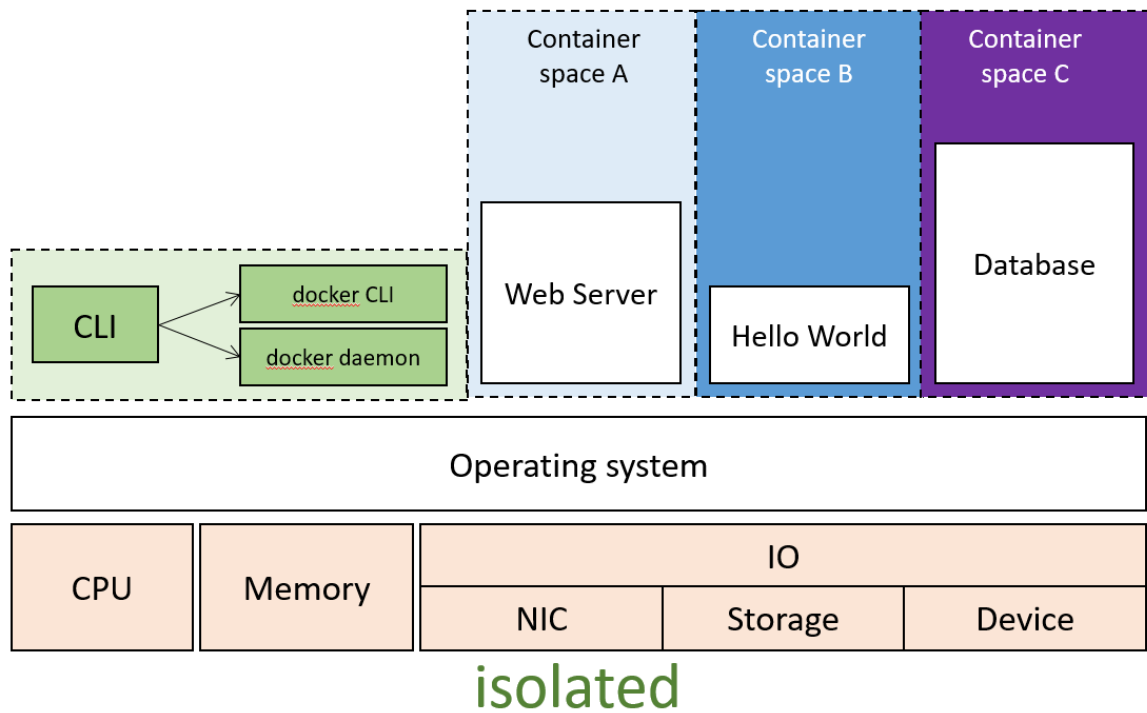 Container
space A
Container
space B
Container
space C
Web Server
Hello World
Database
CLI
docker CLI
docker daemon
Operating system
CPU
Memory
IO
NIC
Storage
Device
isolated